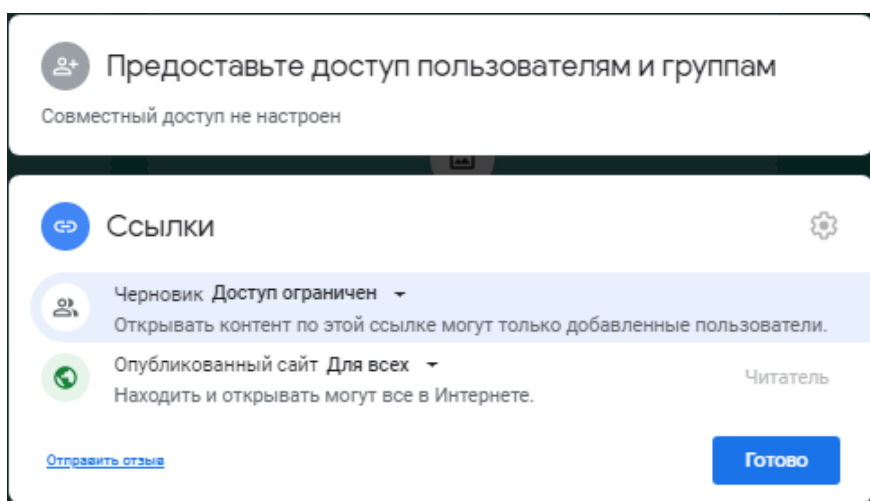 Предоставьте доступ пользователям и группам
Совместный доступ не настроен
Ссылки
Черновик Доступ ограничен
Открывать контент по этой ссылке могут только добавленные пользователи.
Опубликованный сайт Для всех
Читатель
Находить и открывать могут все в Интернете.
Отправить отзыв
Готово